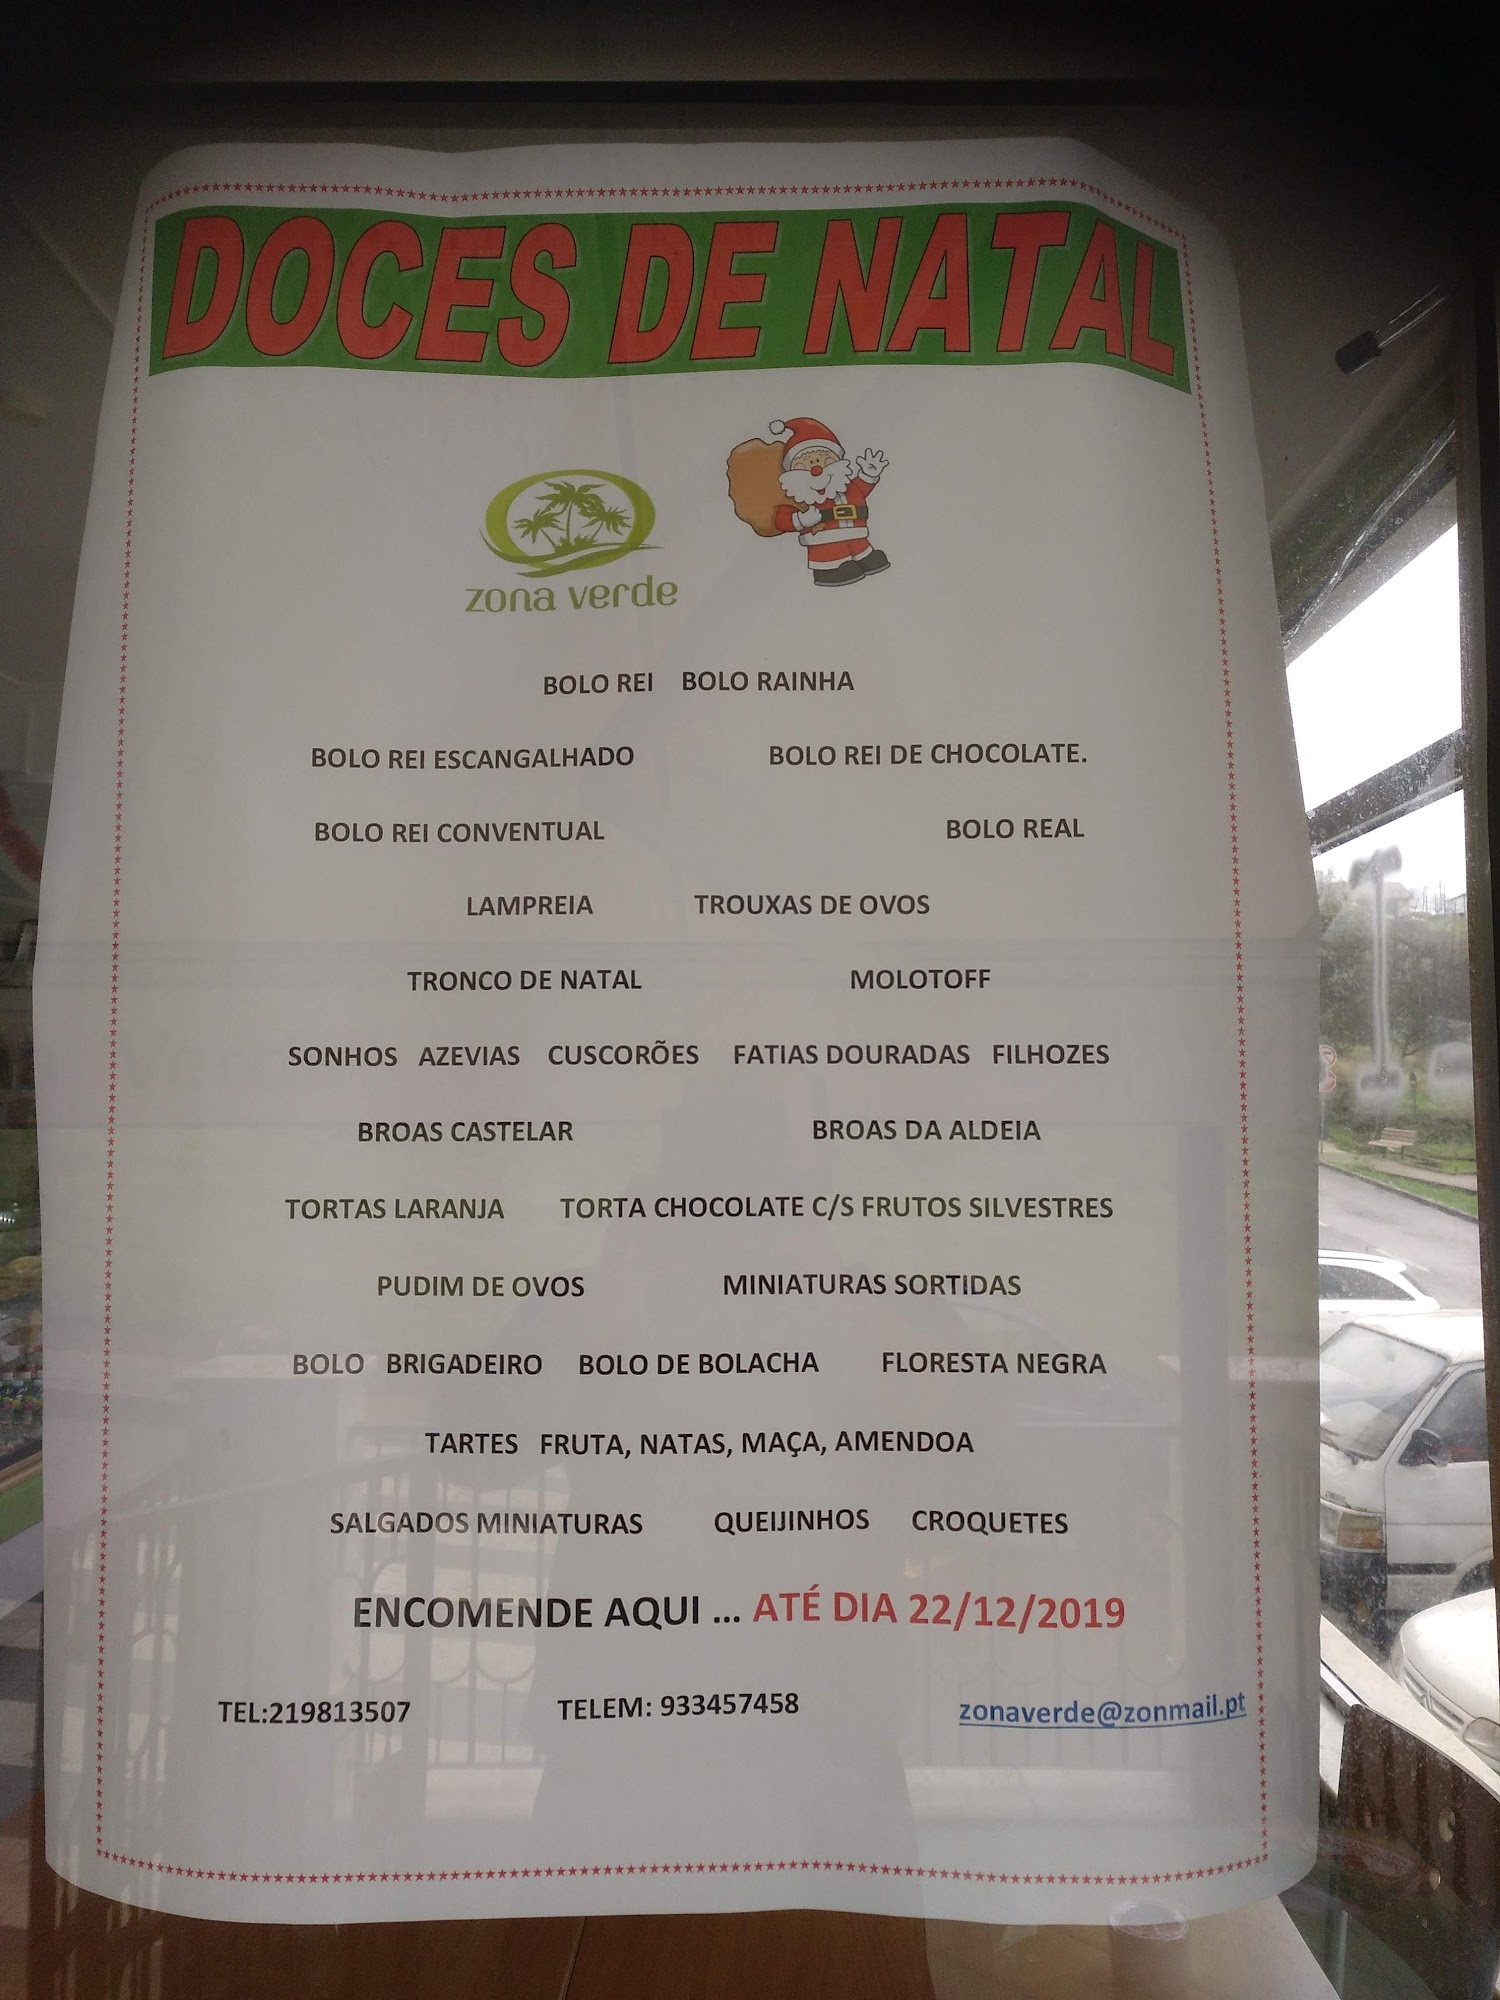 DOCES DE NATAL
zona verde
BOLO REI BOLO RAINHA
BOLO REI ESCANGALHADO BOLO REI DE CHOCOLATE.
BOLO REI CONVENTUAL BOLO REAL
LAMPREIA TROUXAS DE OVOS
TRONCO DE NATAL MOLOTOFF
SONHOS AZEVIAS CUSCORÕES FATIAS DOURADAS FILHOZES
BROAS CASTELAR BROAS DA ALDEIA
TORTAS LARANJA TORTA CHOCOLATE C/S FRUTOS SILVESTRES
PUDIM DE OVOS MINIATURAS SORTIDAS
BOLO BRIGADEIRO BOLO DE BOLACHA FLORESTA NEGRA
TARTES FRUTA, NATAS, MAÇA, AMENDOA
SALGADOS MINIATURAS QUEIJINHOS CROQUETES
ENCOMENDE AQUI ... ATÉ DIA 22/12/2019
TEL:219813507 TELEM: 933457458 zonaverde@zonmail.pt